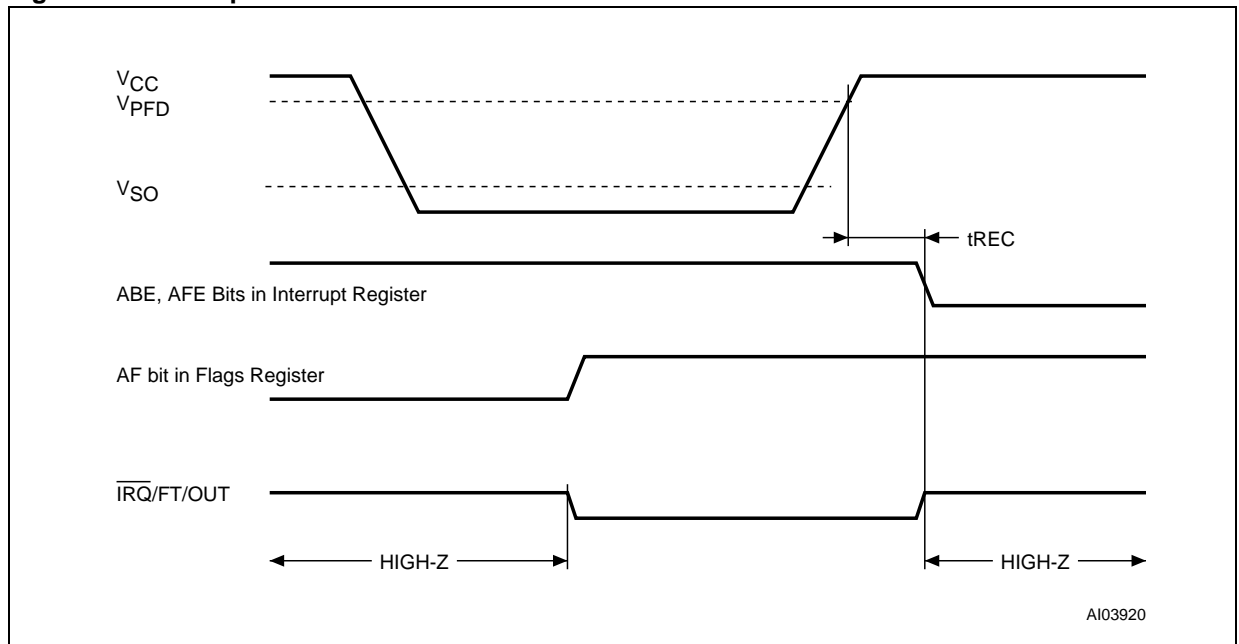 VCC
VPFD
VSO
tREC
ABE, AFE Bits in Interrupt Register
AF bit in Flags Register
IRQ/FT/OUT
HIGH-Z
HIGH-Z
AI03920